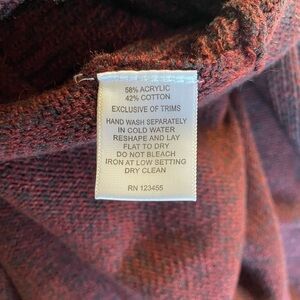 58% ACRYLIC
42% COTTON
EXCLUSIVE OF TRIMS
HAND WASH SEPARATELY
IN COLD WATER
RESHAPE AND LAY
FLAT TO DRY
DO NOT BLEACH
IRON AT LOW SETTING
DRY CLEAN
RN 123455